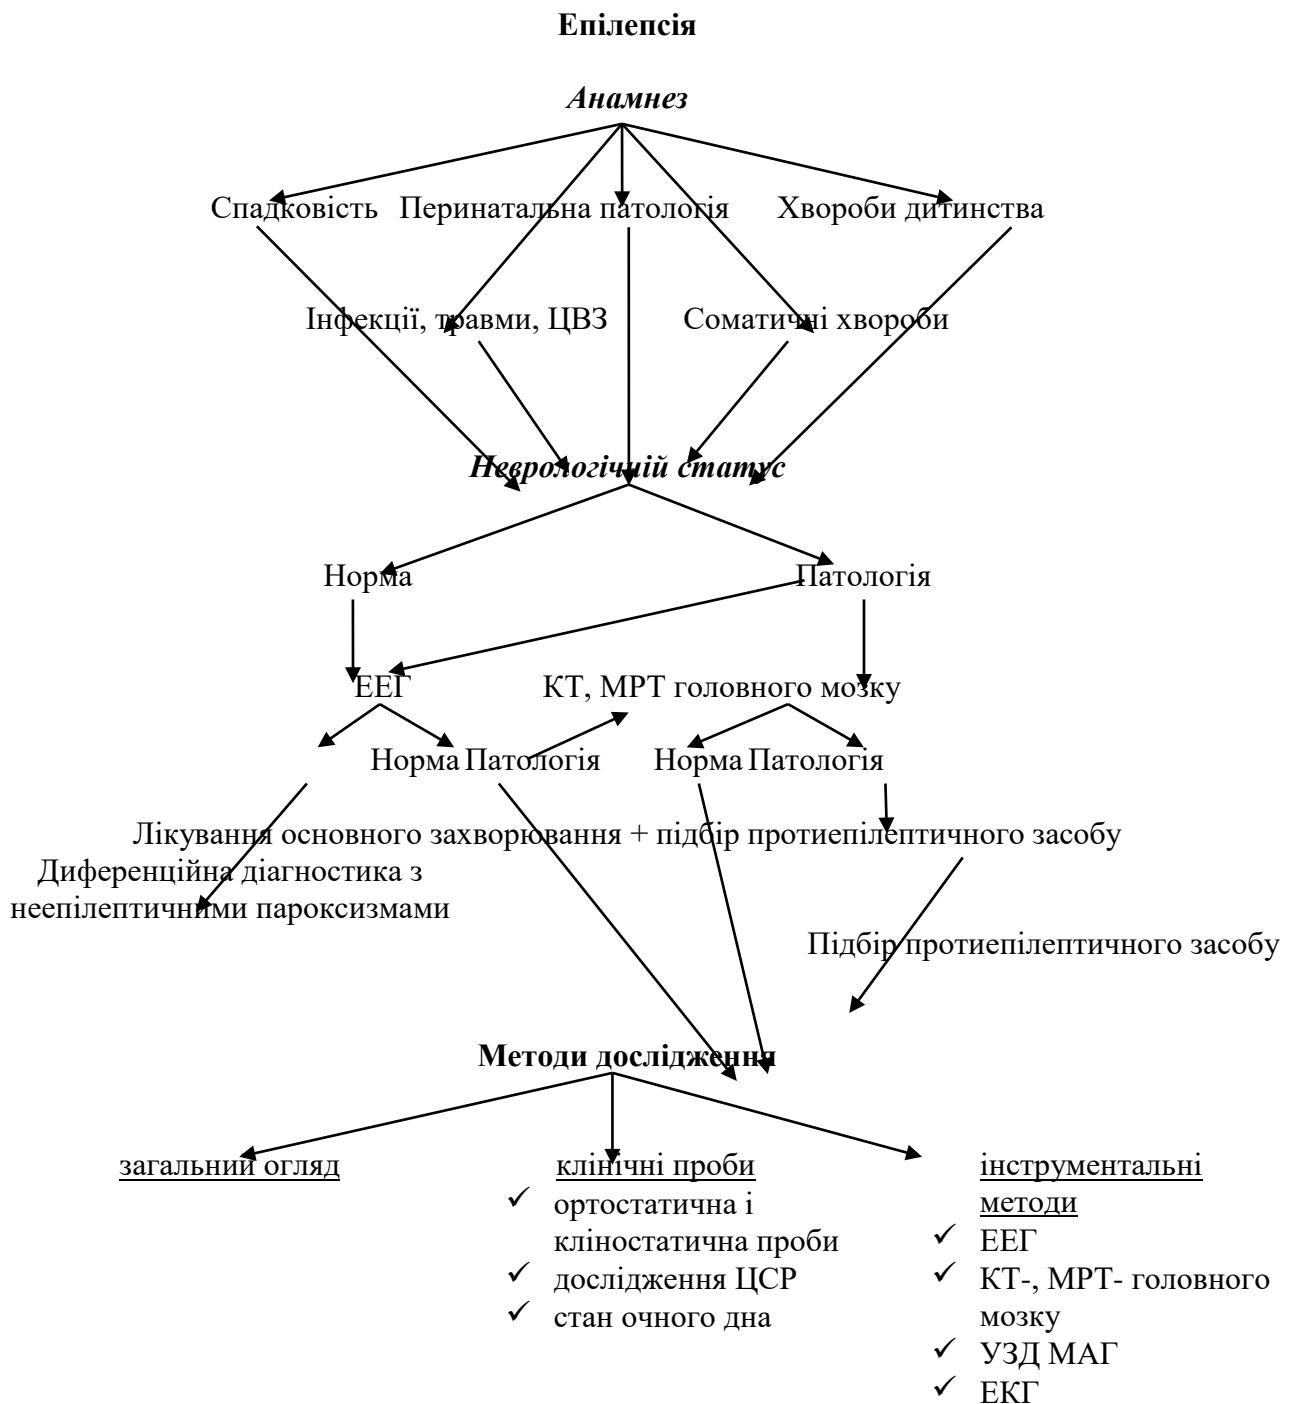 Епілепсія
Анамнез
Спадковість Перинатальна патологія Хвороби дитинства
Інфекції, травми, ЦВЗ Соматичні хвороби
Неврологічній статус
Норма Патологія
ЕЕГ КТ, МРТ головного мозку
Норма Патологія Норма Патологія
Лікування основного захворювання + підбір протиепілептичного засобу
Диференційна діагностика з
неепілептичними пароксизмами
Підбір протиепілептичного засобу
Методи дослідження
загальний огляд
клінічні проби
ортостатична і
кліностатична проби
дослідження ЦСР
стан очного дна
інструментальні
методи
ЕЕГ
КТ-, МРТ- головного
мозку
УЗД МАГ
ЕКГ